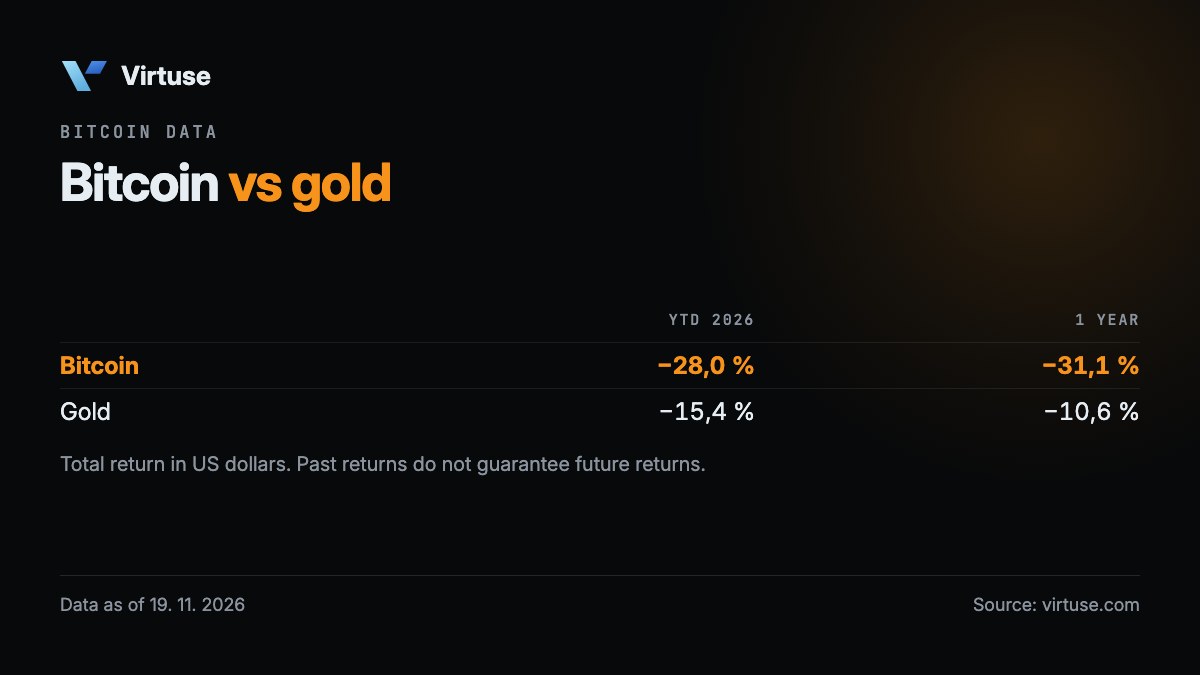 Virtuse
BITCOIN DATA
Bitcoin vs gold
YTD 2026 1 YEAR
Bitcoin −28,0 % −31,1 %
Gold −15,4 % −10,6 %
Total return in US dollars. Past returns do not guarantee future returns.
Data as of 19. 11. 2026 Source: virtuse.com